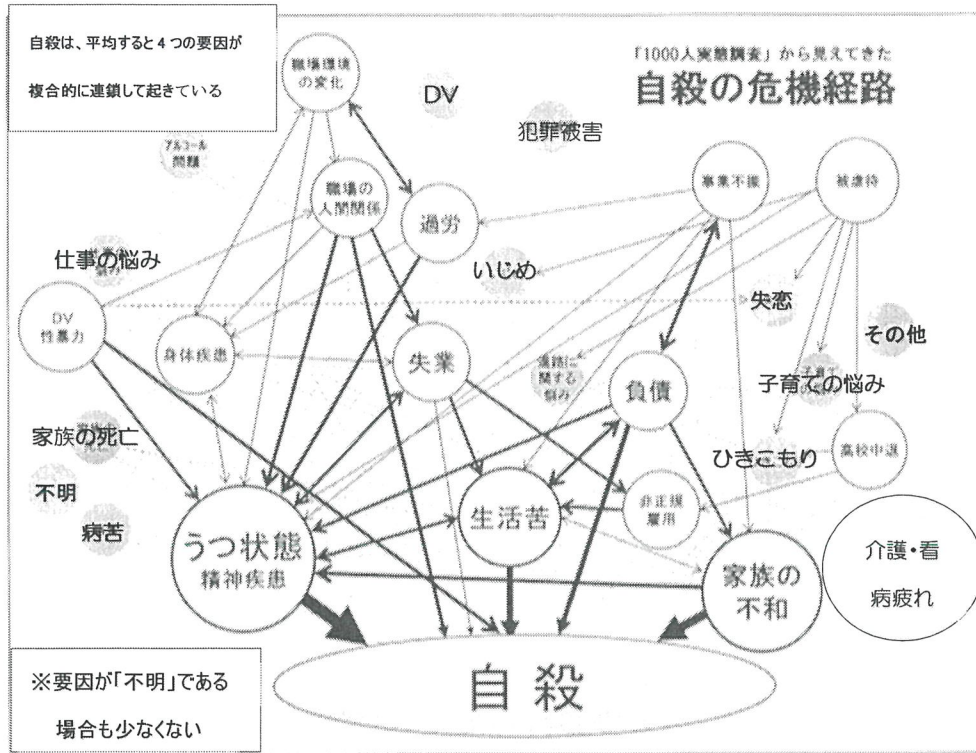 自殺は、平均すると4つの要因が
複合的に連鎖して起きている
「1000人実態調査」から見えてきた
自殺の危機経路
職場環境
の変化
DV
犯罪被害
アルコール
問題
職場の
人間関係
過労
事業不振
被虐待
仕事の悩み
いじめ
DV
性暴力
失恋
その他
身体疾患
失業
進路に
関する
悩み
負債
子育ての悩み
家族の死亡
ひきこもり
高校中退
不明
病苦
うつ状態
精神疾患
生活苦
非正規
雇用
家族の
不和
介護・看
病疲れ
自殺
※要因が「不明」である
場合も少なくない